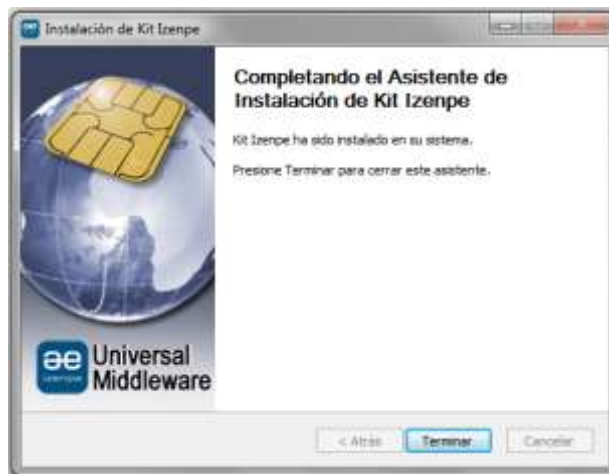 Instalación de Kit Izenpe
Completando el Asistente de
Instalación de Kit Izenpe
Kit Izenpe ha sido instalado en su sistema.
Presione Terminar para cerrar este asistente.
Universal
Middleware
izenpe
< Atrás
Terminar
Cancelar